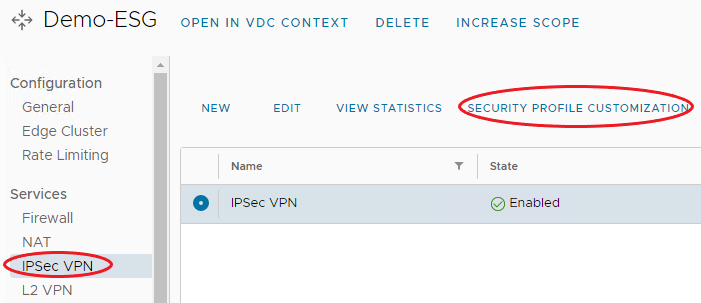 Demo-ESG OPEN IN VDC CONTEXT DELETE INCREASE SCOPE
Configuration
General
Edge Cluster
Rate Limiting
Services
Firewall
NAT
IPSec VPN
L2 VPN
NEW EDIT VIEW STATISTICS SECURITY PROFILE CUSTOMIZATION
Name State
IPSec VPN Enabled